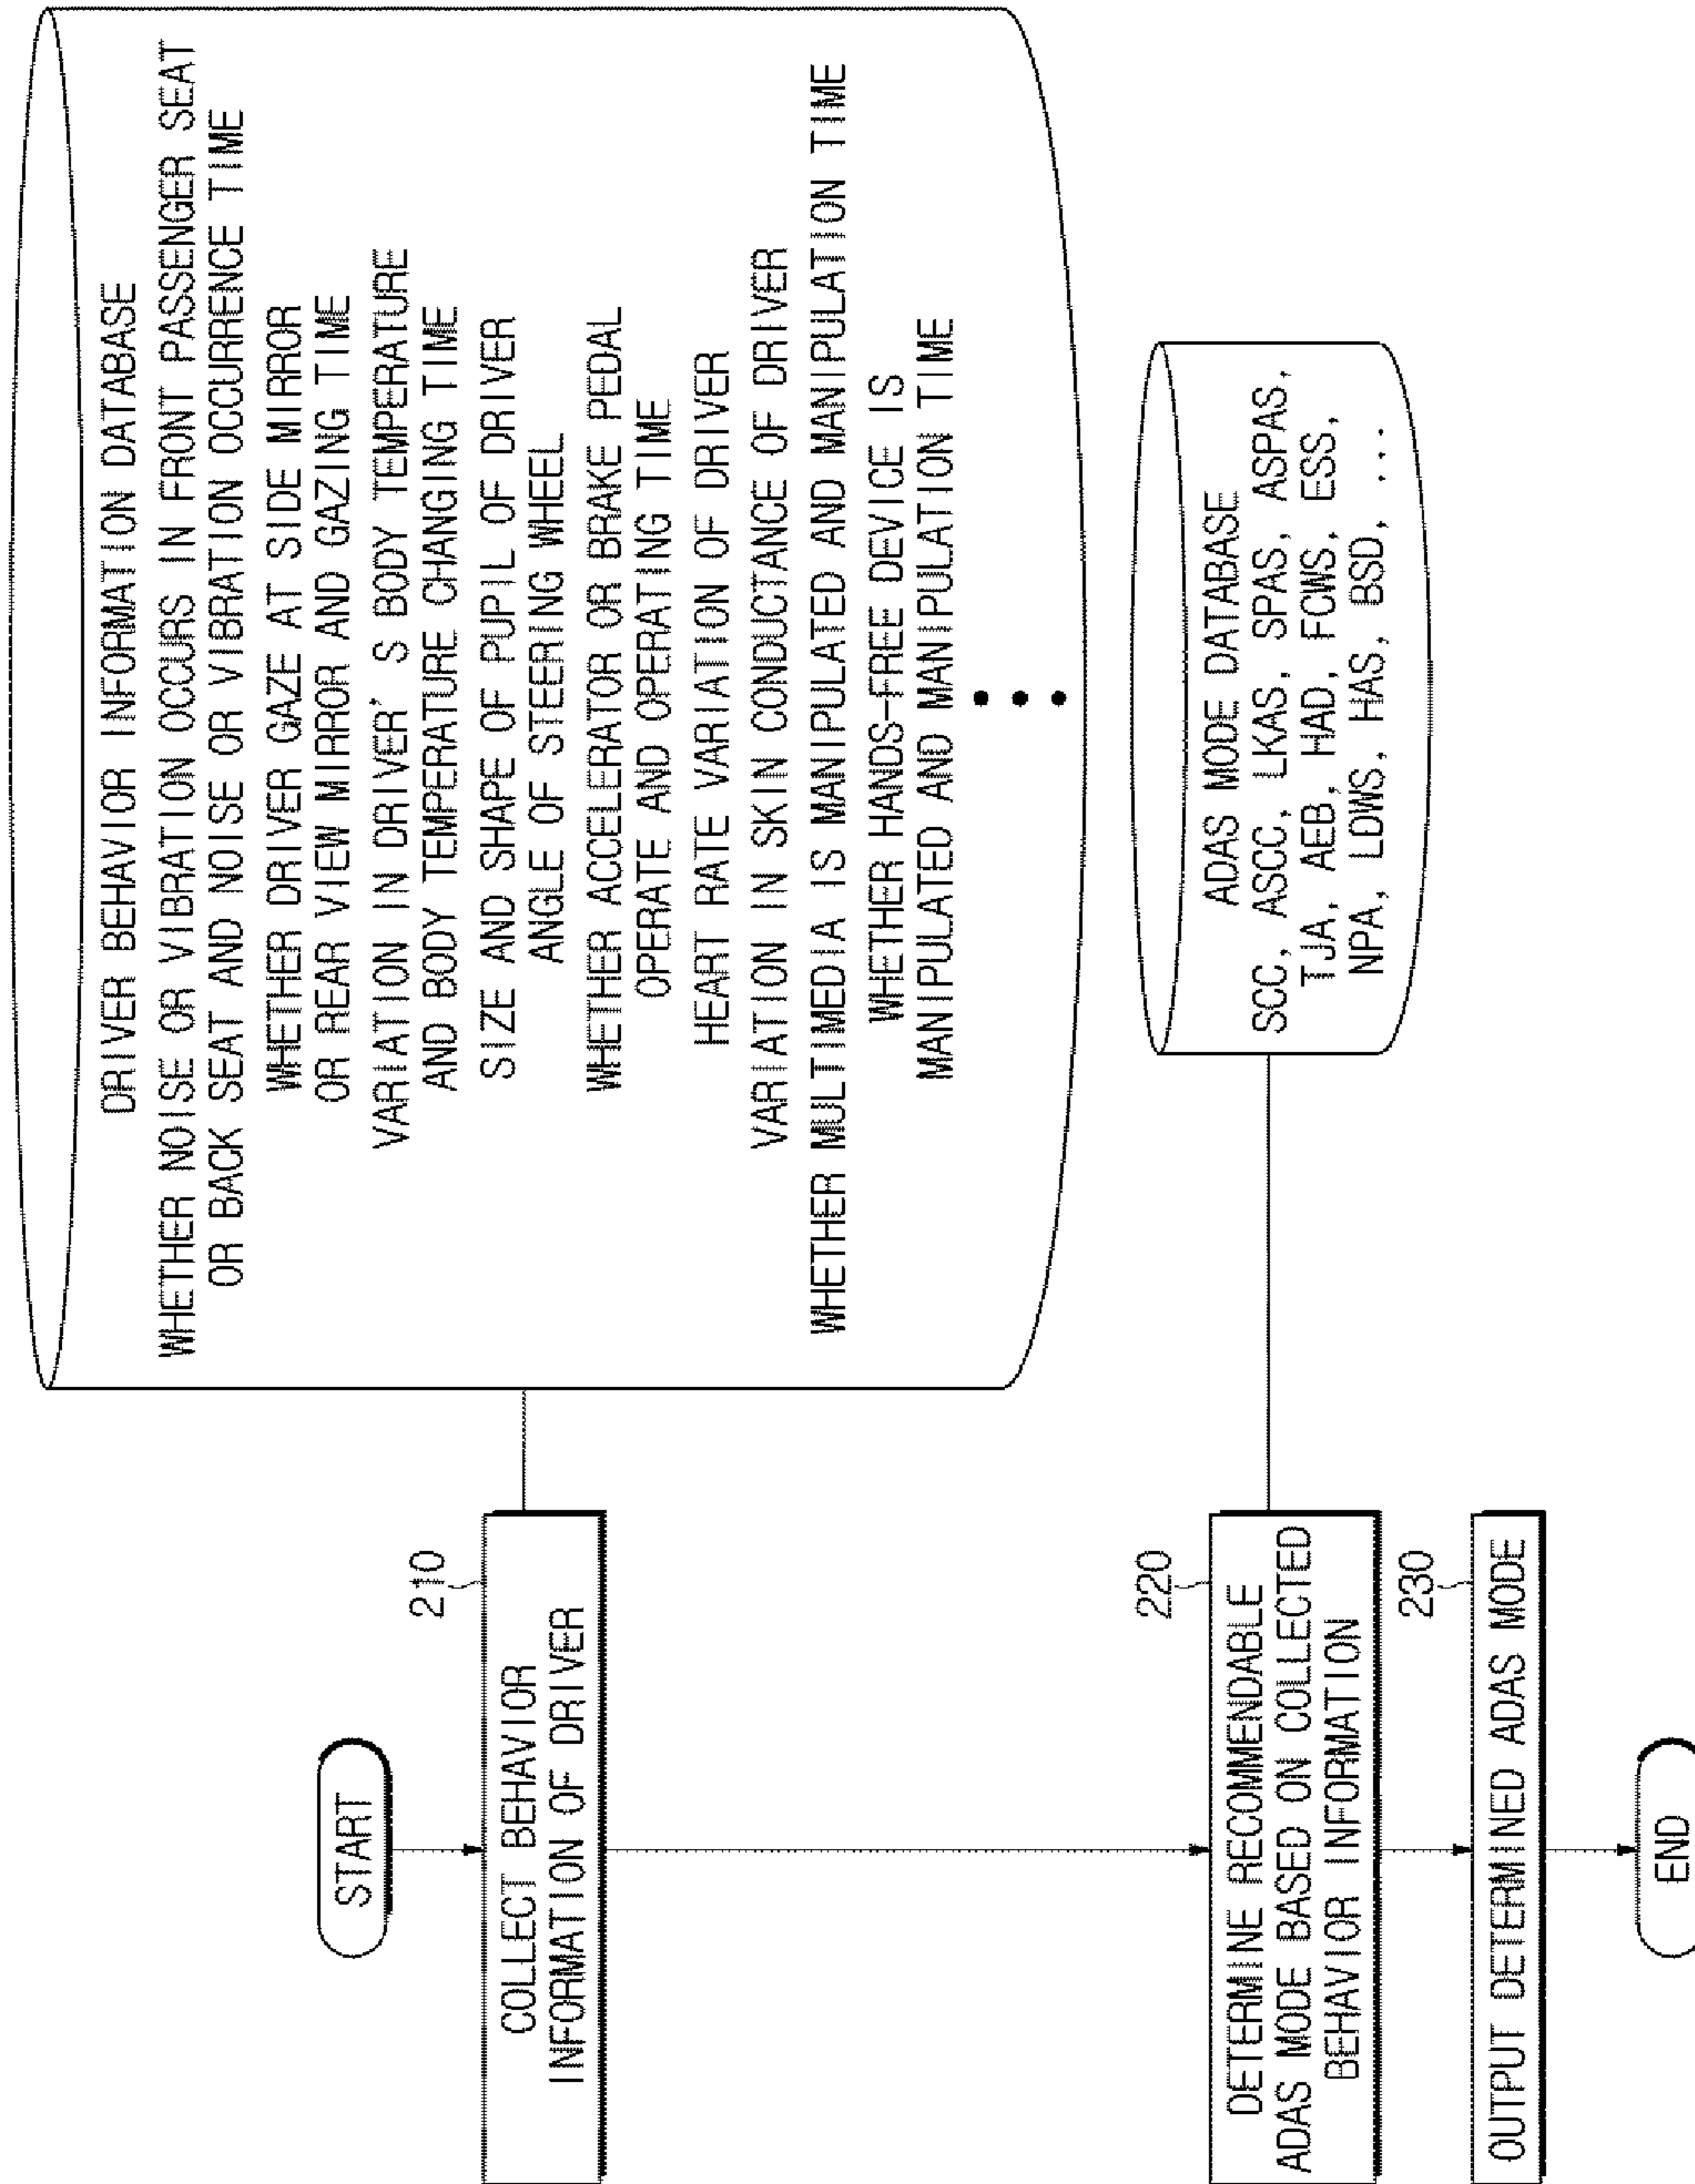 START
210
COLLECT BEHAVIOR
INFORMATION OF DRIVER
DRIVER BEHAVIOR INFORMATION DATABASE
WHETHER NOISE OR VIBRATION OCCURS IN FRONT PASSENGER SEAT
OR BACK SEAT AND NOISE OR VIBRATION OCCURRENCE TIME
WHETHER DRIVER GAZE AT SIDE MIRROR
OR REAR VIEW MIRROR AND GAZING TIME
VARIATION IN DRIVER'S BODY TEMPERATURE
AND BODY TEMPERATURE CHANGING TIME
SIZE AND SHAPE OF PUPIL OF DRIVER
ANGLE OF STEERING WHEEL
WHETHER ACCELERATOR OR BRAKE PEDAL
OPERATE AND OPERATING TIME
HEART RATE VARIATION OF DRIVER
VARIATION IN SKIN CONDUCTANCE OF DRIVER
WHETHER MULTIMEDIA IS MANIPULATED AND MANIPULATION TIME
WHETHER HANDS-FREE DEVICE IS
MANIPULATED AND MANIPULATION TIME
220
DETERMINE RECOMMENDABLE
ADAS MODE BASED ON COLLECTED
BEHAVIOR INFORMATION
ADAS MODE DATABASE
SCC, ASCC, LKAS, SPAS, ASPAS,
TJA, AEB, HAD, FCWS, ESS,
NPA, LDWS, HAS, BSD, ...
230
OUTPUT DETERMINED ADAS MODE
END